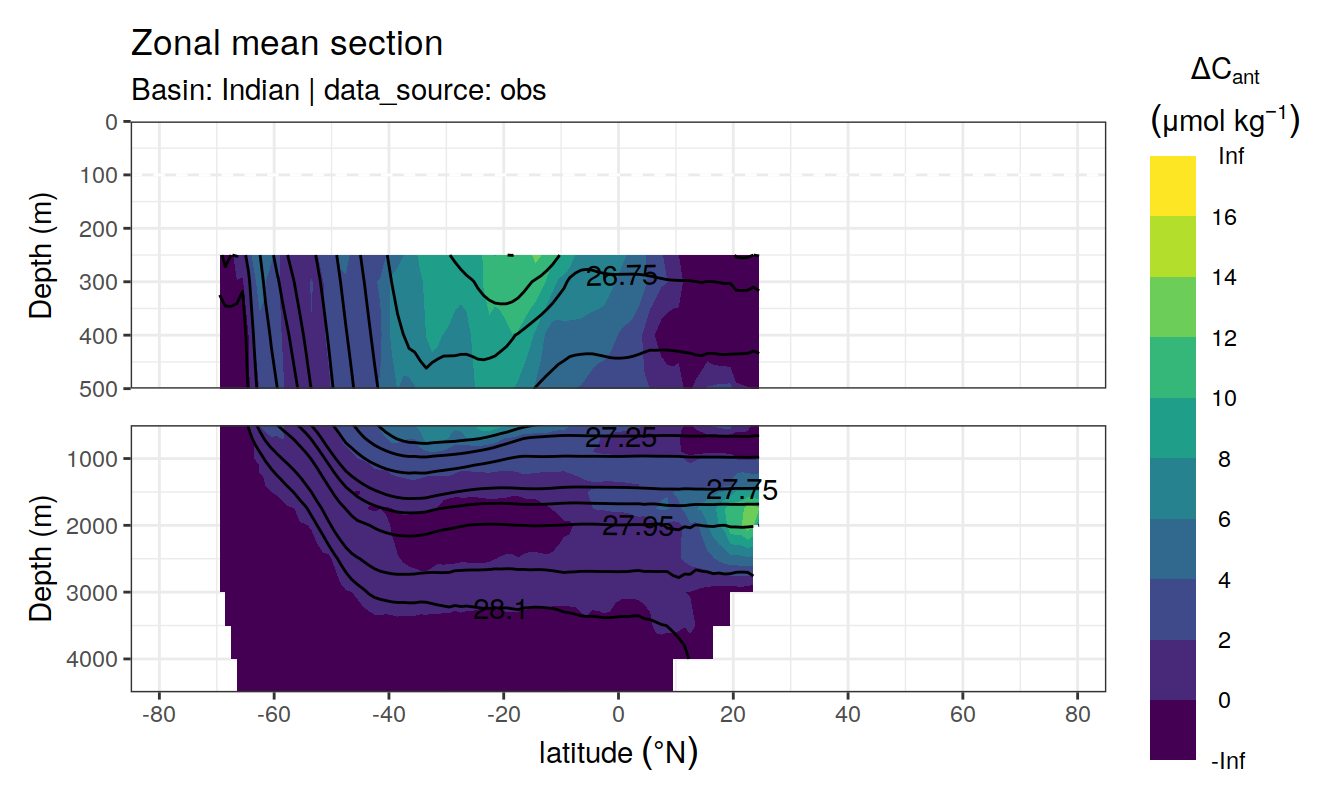 Zonal mean section
Basin: Indian | data_source: obs
ΔCant
(μmol kg⁻¹)
Inf
16
14
12
10
8
6
4
2
0
-Inf
Depth (m)
0
100
200
300
400
500
26.75
Depth (m)
1000
2000
3000
4000
27.25
27.75
27.95
28.1
-80 -60 -40 -20 0 20 40 60 80
latitude (°N)